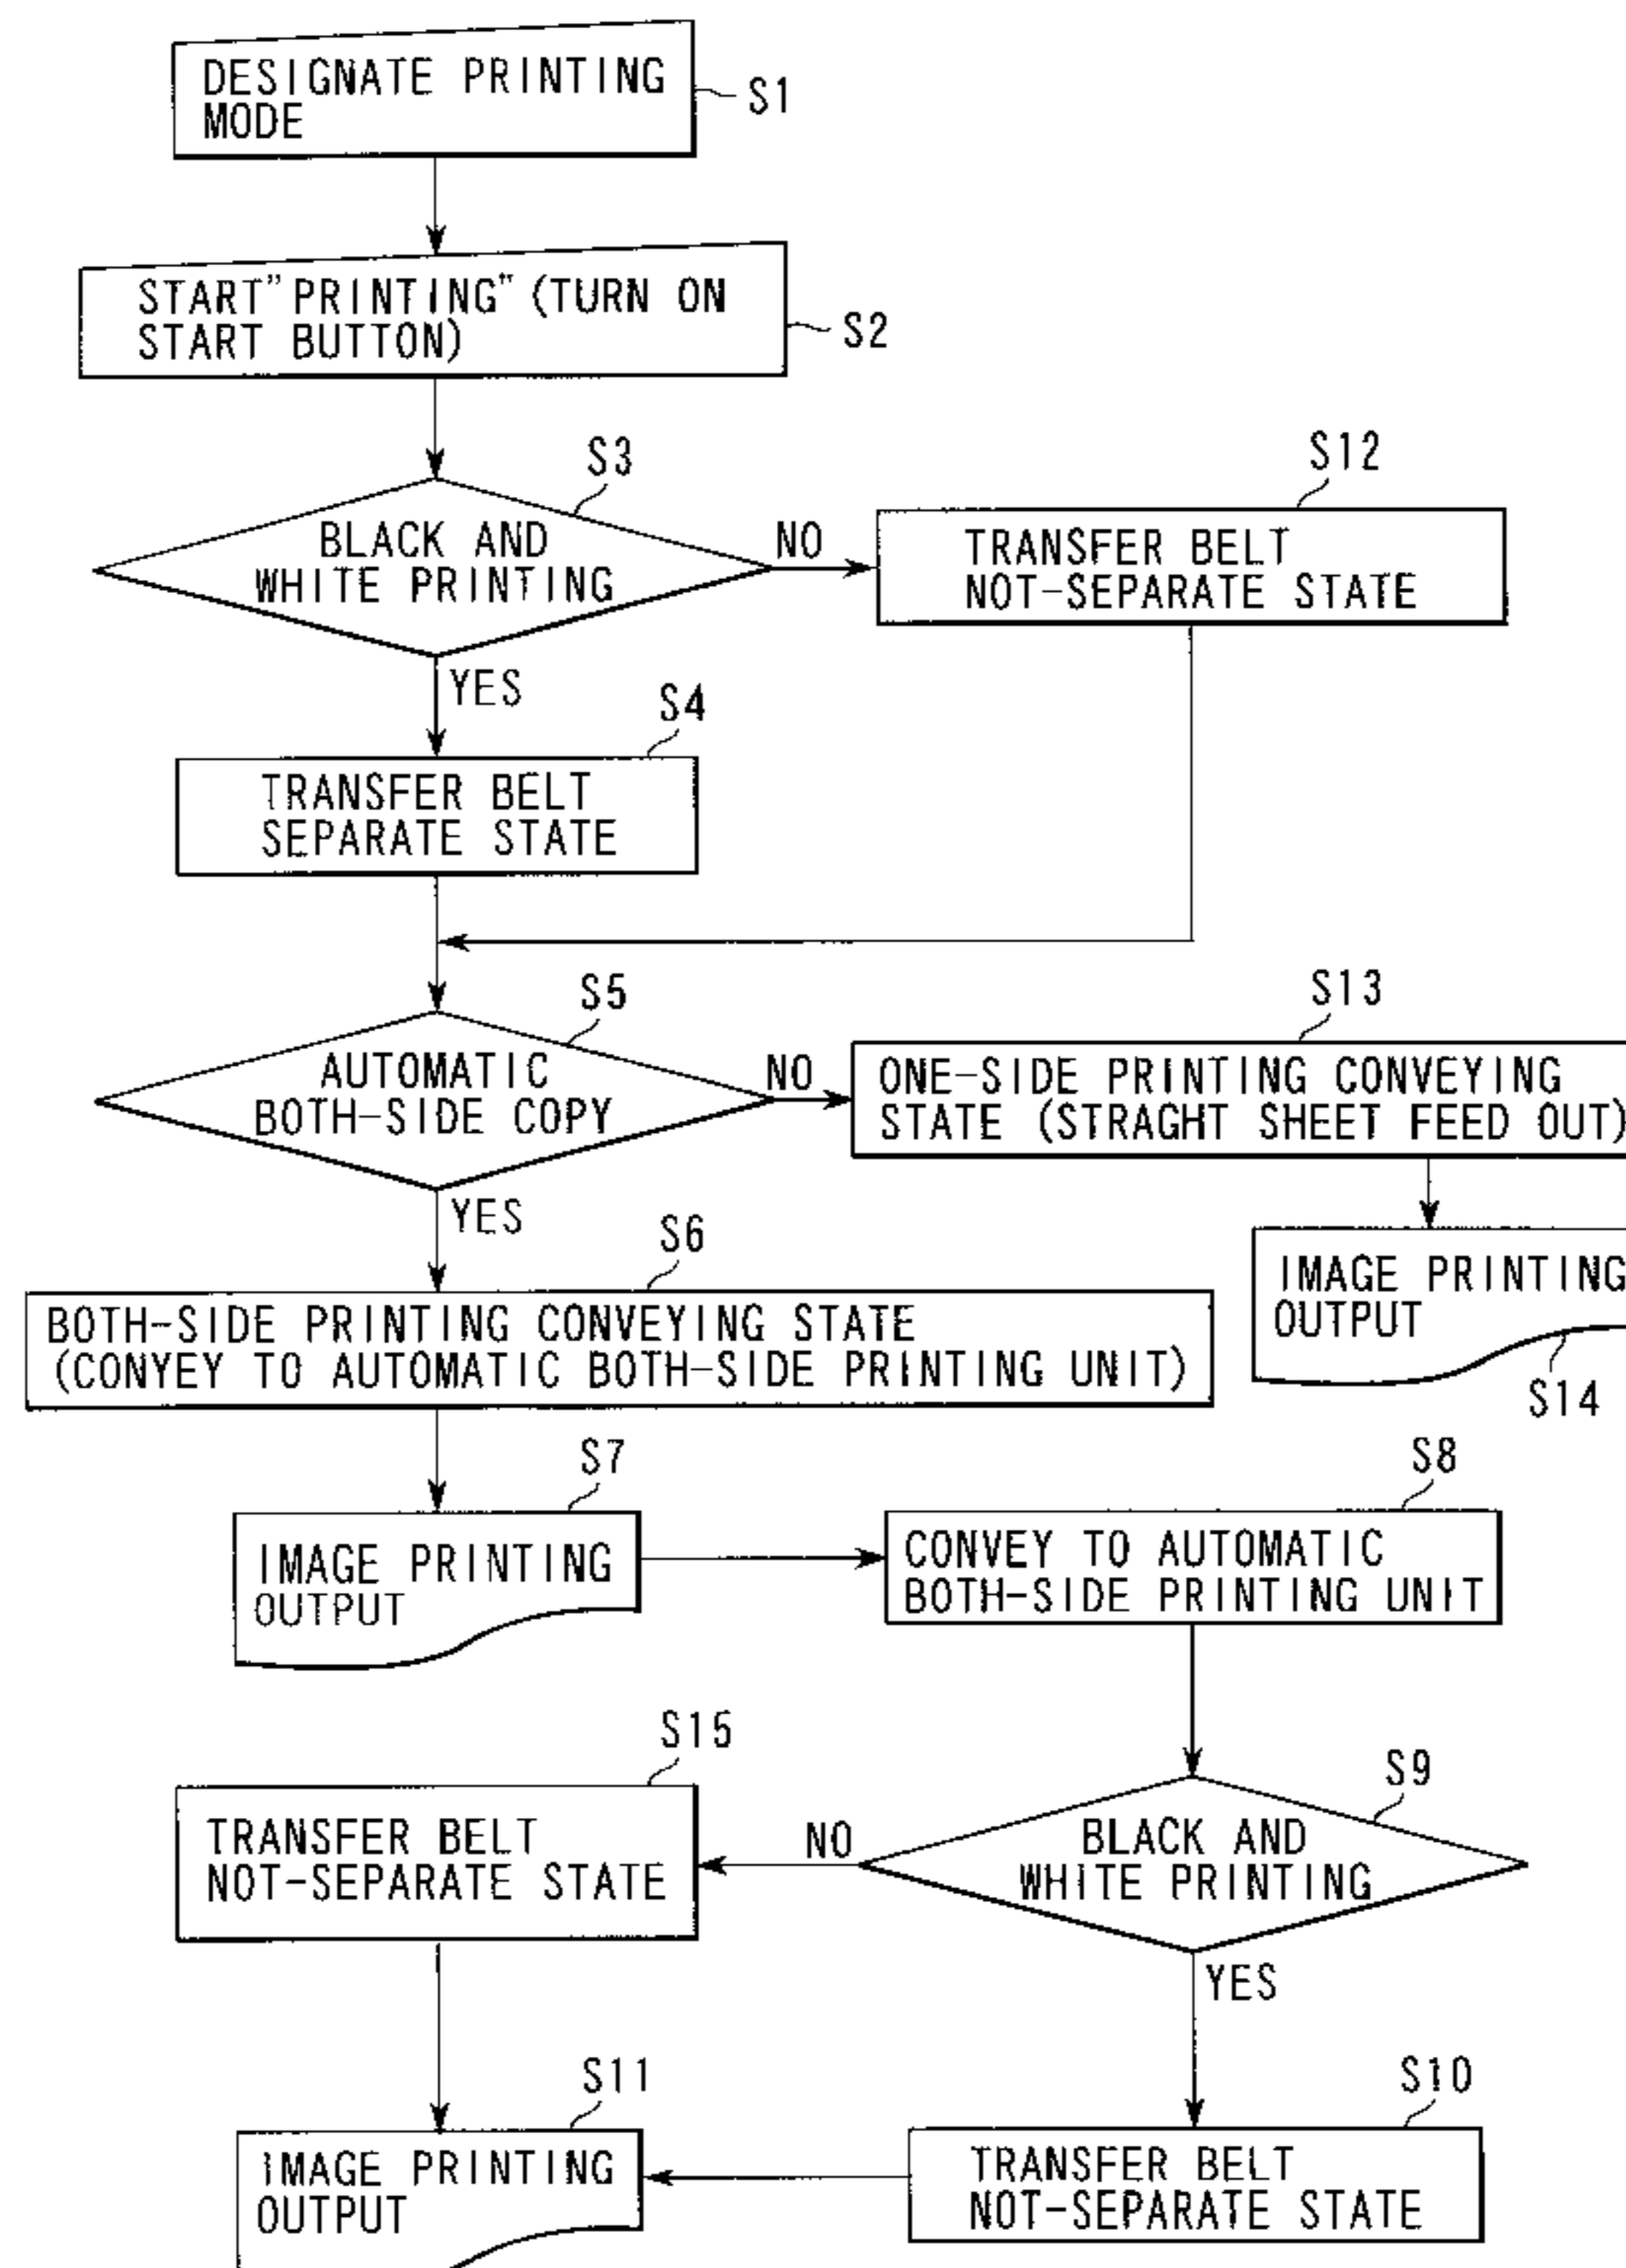 DESIGNATE PRINTING
MODE
S1
START"PRINTING"(TURN ON
START BUTTON)
S2
S3
BLACK AND
WHITE PRINTING
NO
YES
S12
TRANSFER BELT
NOT-SEPARATE STATE
S4
TRANSFER BELT
SEPARATE STATE
S5
AUTOMATIC
BOTH-SIDE COPY
NO
YES
S13
ONE-SIDE PRINTING CONVEYING
STATE (STRAGHT SHEET FEED OUT)
IMAGE PRINTING
OUTPUT
S14
S6
BOTH-SIDE PRINTING CONVEYING STATE
(CONYEY TO AUTOMATIC BOTH-SIDE PRINTING UNIT)
S7
IMAGE PRINTING
OUTPUT
S8
CONVEY TO AUTOMATIC
BOTH-SIDE PRINTING UNIT
S9
BLACK AND
WHITE PRINTING
NO
YES
S15
TRANSFER BELT
NOT-SEPARATE STATE
S10
TRANSFER BELT
NOT-SEPARATE STATE
S11
IMAGE PRINTING
OUTPUT